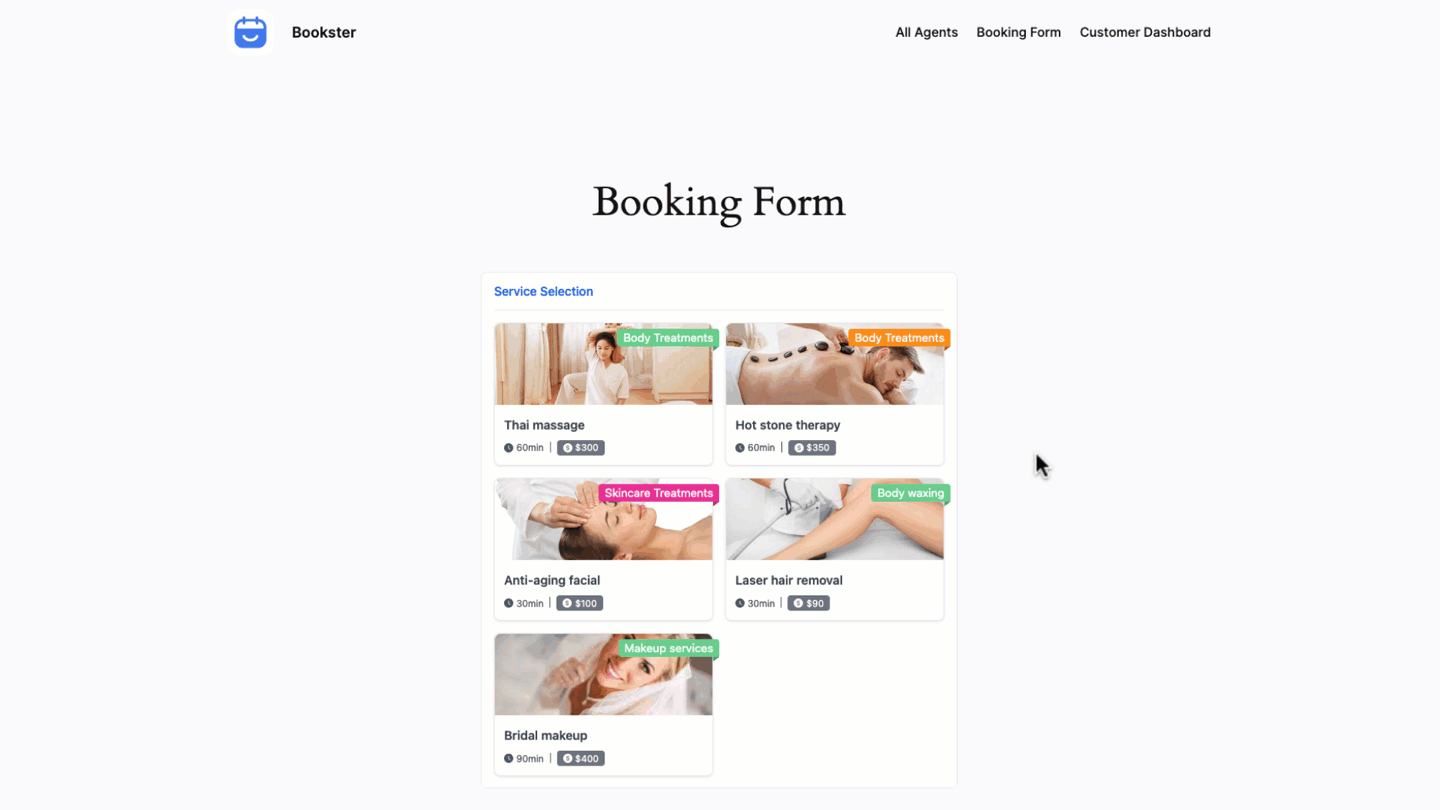 Bookster
All Agents Booking Form Customer Dashboard
Booking Form
Service Selection
Body Treatments
Thai massage
60min | $300
Body Treatments
Hot stone therapy
60min | $350
Skincare Treatments
Anti-aging facial
30min | $100
Body waxing
Laser hair removal
30min | $90
Makeup services
Bridal makeup
90min | $400